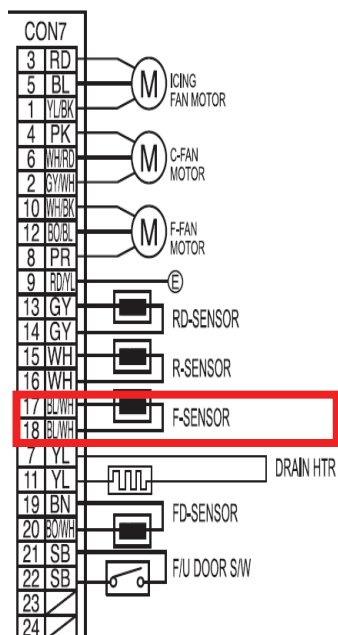 CON7
3 RD
5 BL
1 YL/BK
M ICING
FAN MOTOR
4 PK
6 WH/RD
2 GY/WH
M C-FAN
MOTOR
10 WH/BK
12 BO/BL
8 PR
M F-FAN
MOTOR
9 RD/YL
E
13 GY
14 GY
RD-SENSOR
15 WH
16 WH
R-SENSOR
17 BL/WH
18 BL/WH
F-SENSOR
7 YL
11 YL
DRAIN HTR
19 BN
20 BO/WH
FD-SENSOR
21 SB
22 SB
F/U DOOR S/W
23
24